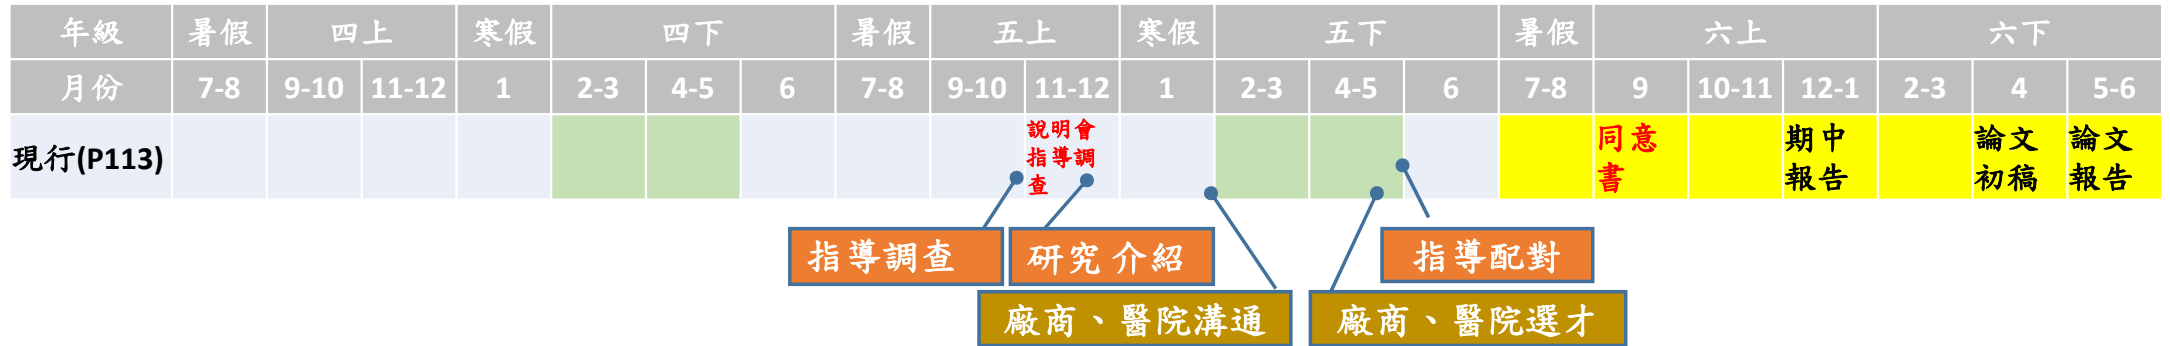 年級 暑假 四上 寒假 四下 暑假 五上 寒假 五下 暑假 六上 六下
月份 7-8 9-10 11-12 1 2-3 4-5 6 7-8 9-10 11-12 1 2-3 4-5 6 7-8 9 10-11 12-1 2-3 4 5-6
現行(P113)
說明會
指導調
查
同意
書
期中
報告
論文
初稿
論文
報告
指導調查
研究 介紹
指導配對
廠商、醫院溝通
廠商、醫院選才